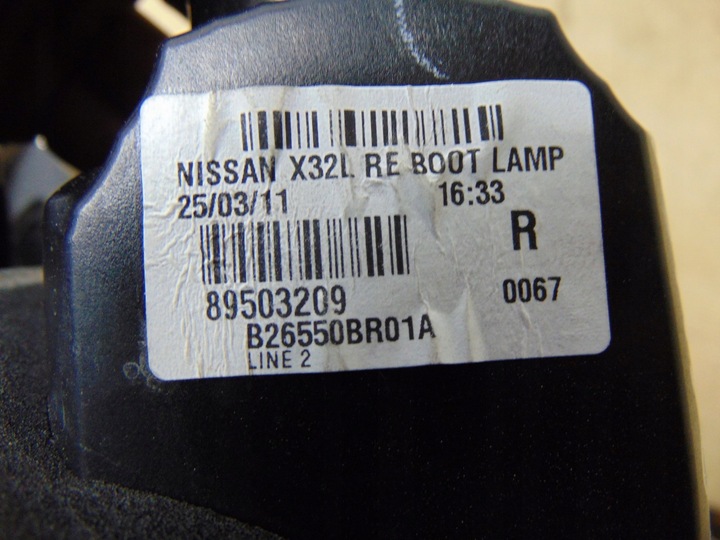 NISSAN X32L RE BOOT LAMP
25/03/11 16:33
R
89503209 0067
B26550BR01A
LINE 2